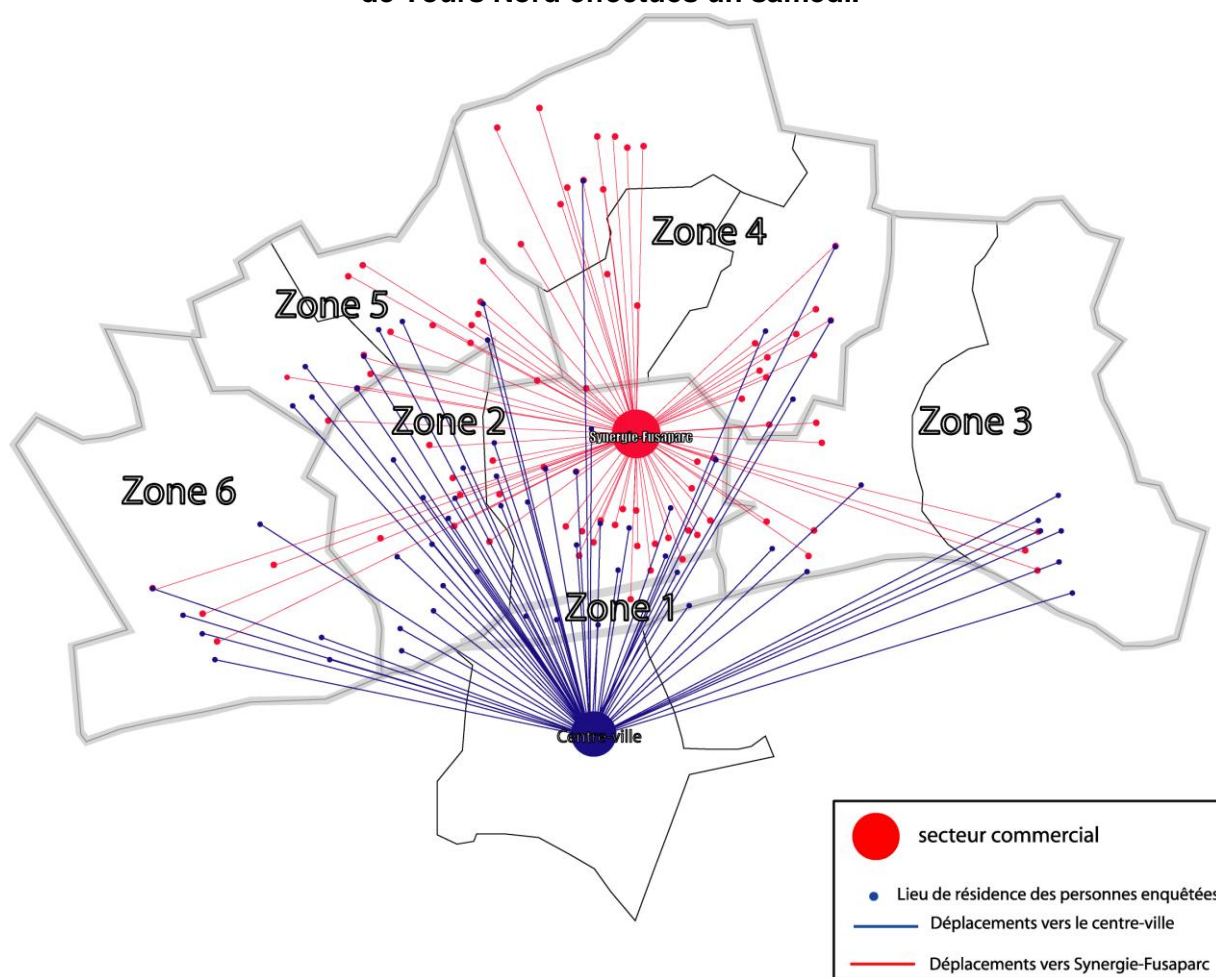 de Tours Nord effectués un samedi.
Zone 4
Zone 5
Zone 2
Zone 3
Synergie-Fusaparc
Zone 6
Zone 1
Centre-ville
secteur commercial
Lieu de résidence des personnes enquêtées
Déplacements vers le centre-ville
Déplacements vers Synergie-Fusaparc